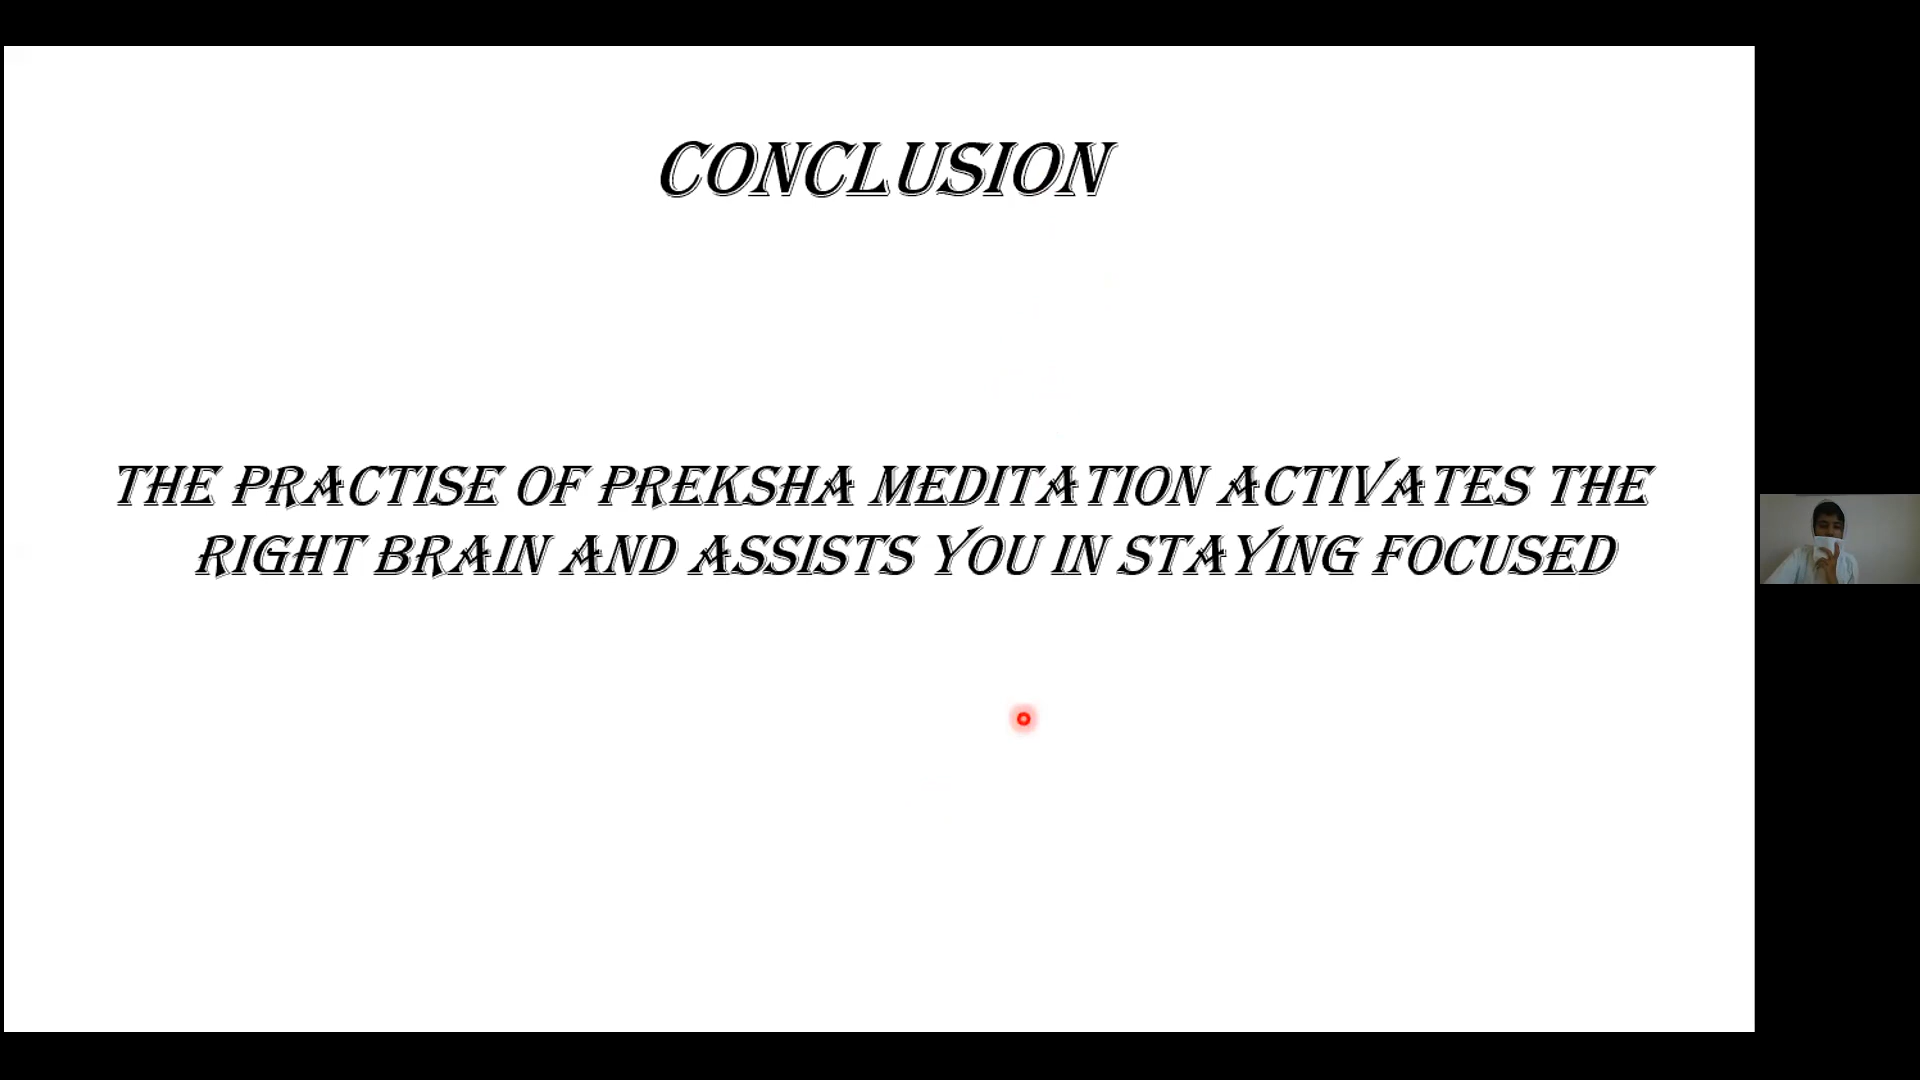 CONCLUSION
THE PRACTISE OF PREKSHA MEDITATION ACTIVATES THE
RIGHT BRAIN AND ASSISTS YOU IN STAYING FOCUSED